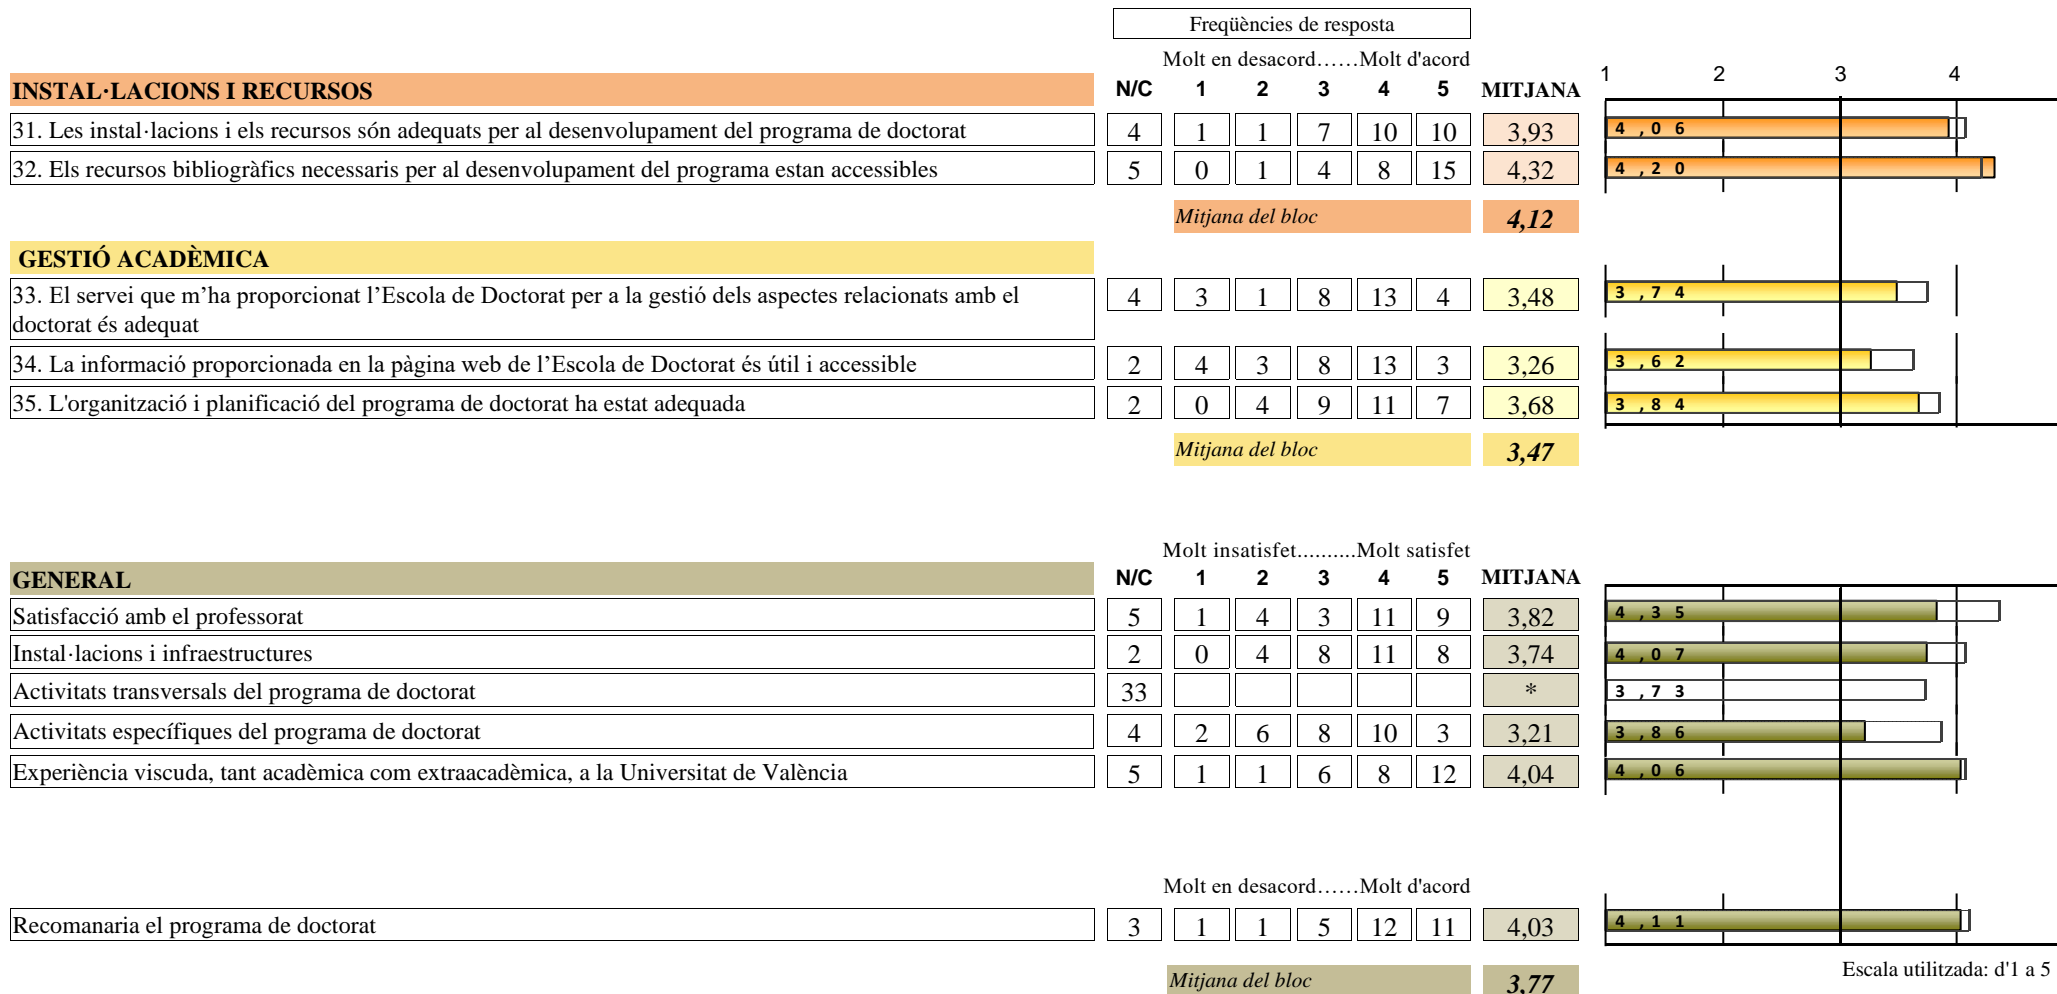 Freqüències de resposta
Molt en desacord……Molt d'acord
1 2 3 4
INSTAL·LACIONS I RECURSOS N/C 1 2 3 4 5 MITJANA
31. Les instal·lacions i els recursos són adequats per al desenvolupament del programa de doctorat 4 1 1 7 10 10 3,93 4,06
32. Els recursos bibliogràfics necessaris per al desenvolupament del programa estan accessibles 5 0 1 4 8 15 4,32 4,20
Mitjana del bloc 4,12
GESTIÓ ACADÈMICA
33. El servei que m’ha proporcionat l’Escola de Doctorat per a la gestió dels aspectes relacionats amb el 4 3 1 8 13 4 3,48 3,74
doctorat és adequat
34. La informació proporcionada en la pàgina web de l’Escola de Doctorat és útil i accessible 2 4 3 8 13 3 3,26 3,62
35. L'organització i planificació del programa de doctorat ha estat adequada 2 0 4 9 11 7 3,68 3,84
Mitjana del bloc 3,47
Molt insatisfet..........Molt satisfet
GENERAL N/C 1 2 3 4 5 MITJANA
Satisfacció amb el professorat 5 1 4 3 11 9 3,82 4,35
Instal·lacions i infraestructures 2 0 4 8 11 8 3,74 4,07
Activitats transversals del programa de doctorat 33 * 3,73
Activitats específiques del programa de doctorat 4 2 6 8 10 3 3,21 3,86
Experiència viscuda, tant acadèmica com extraacadèmica, a la Universitat de València 5 1 1 6 8 12 4,04 4,06
Molt en desacord……Molt d'acord
Recomanaria el programa de doctorat 3 1 1 5 12 11 4,03 4,11
Escala utilitzada: d'1 a 5
Mitjana del bloc 3,77